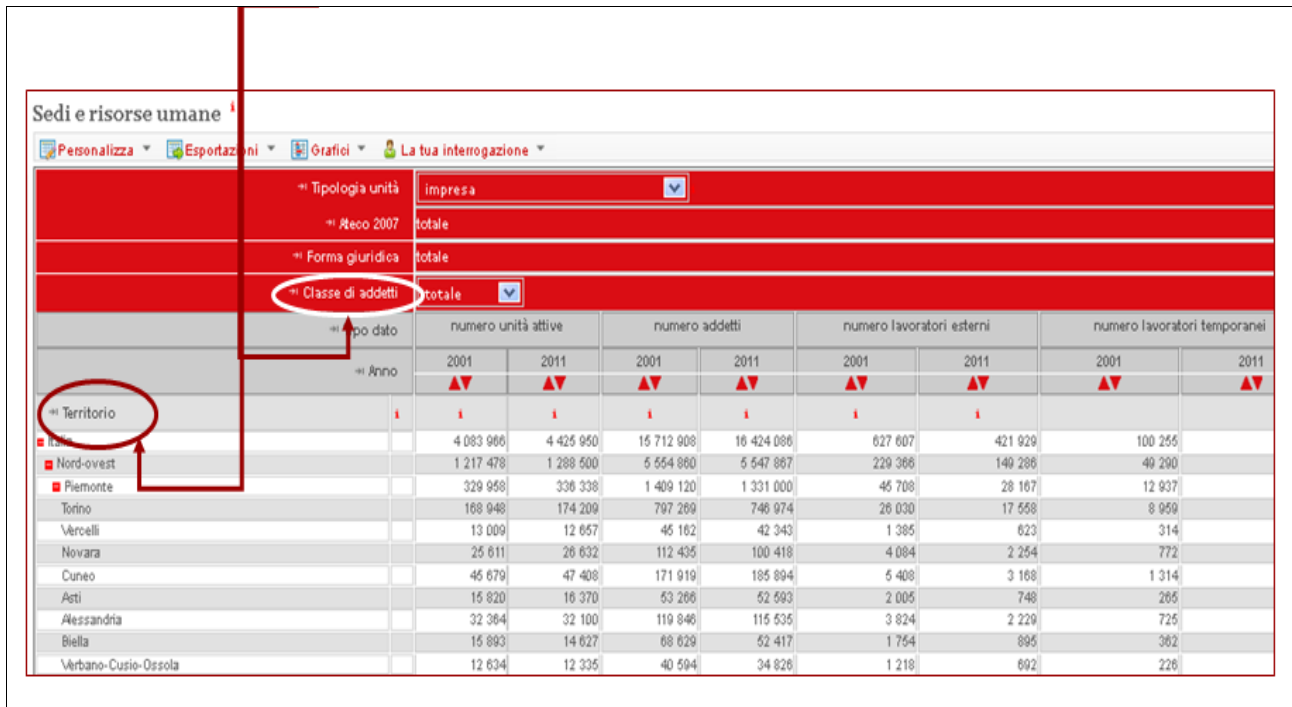 Sedi e risorse umane i
Personalizza Esportazioni Grafici La tua interrogazione
Tipologia unità impresa
Ateco 2007 totale
Forma giuridica totale
Classe di addetti totale
dato numero unità attive numero addetti numero lavoratori esterni numero lavoratori temporanei
Anno 2001 2011 2001 2011 2001 2011 2001 2011
Territorio i i i i i i i
Italia 4 083 966 4 425 950 15 712 908 16 424 086 627 607 421 929 100 255
Nord-ovest 1 217 478 1 288 500 5 554 860 5 547 867 229 366 149 286 49 290
Piemonte 329 958 336 338 1 409 120 1 331 000 45 708 28 167 12 937
Torino 168 948 174 209 797 269 746 974 26 030 17 558 8 959
Vercelli 13 009 12 657 45 162 42 343 1 385 623 314
Novara 25 611 26 632 112 435 100 418 4 084 2 254 772
Cuneo 45 679 47 408 171 919 185 894 5 408 3 168 1 314
Asti 15 820 16 370 53 266 52 593 2 005 748 265
Alessandria 32 364 32 100 119 846 115 535 3 824 2 229 725
Biella 15 893 14 627 68 629 52 417 1 754 895 362
Verbano-Cusio-Ossola 12 634 12 335 40 594 34 826 1 218 692 226